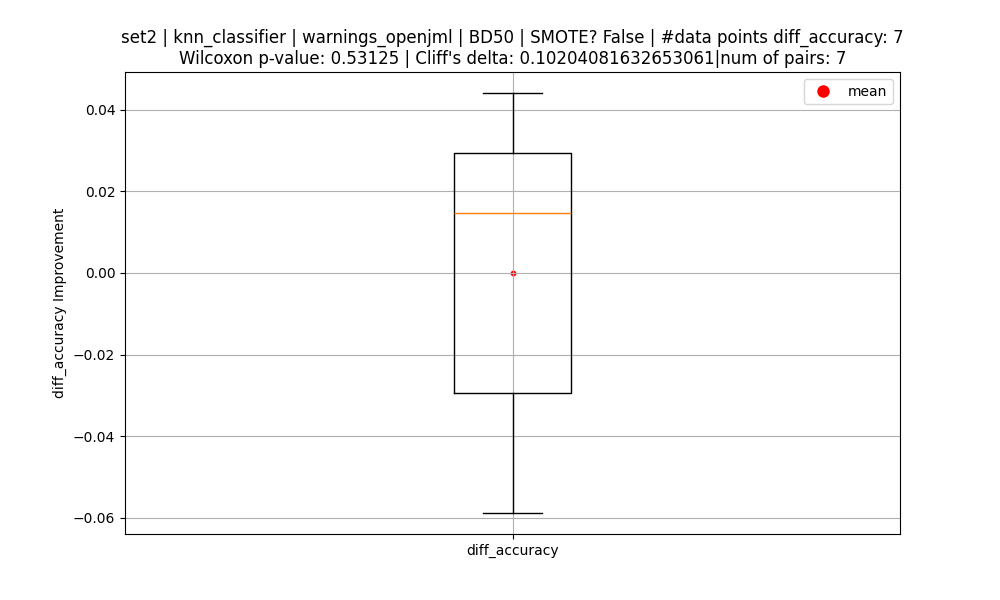 set2 | knn_classifier | warnings_openjml | BD50 | SMOTE? False | #data points diff_accuracy: 7
Wilcoxon p-value: 0.53125 | Cliff's delta: 0.10204081632653061|num of pairs: 7
mean
0.04
0.02
0.00
−0.02
−0.04
−0.06
diff_accuracy Improvement
diff_accuracy